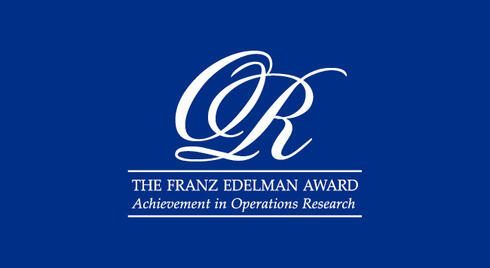 OR
THE FRANZ EDELMAN AWARD
Achievement in Operations Research